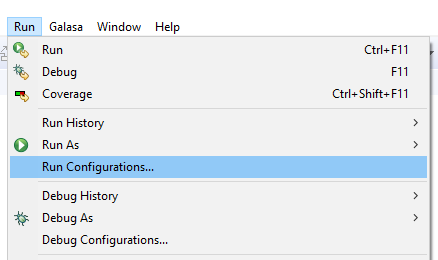 Run Galasa Window Help
Run Ctrl+F11
Debug F11
Coverage Ctrl+Shift+F11
Run History
Run As
Run Configurations...
Debug History
Debug As
Debug Configurations...